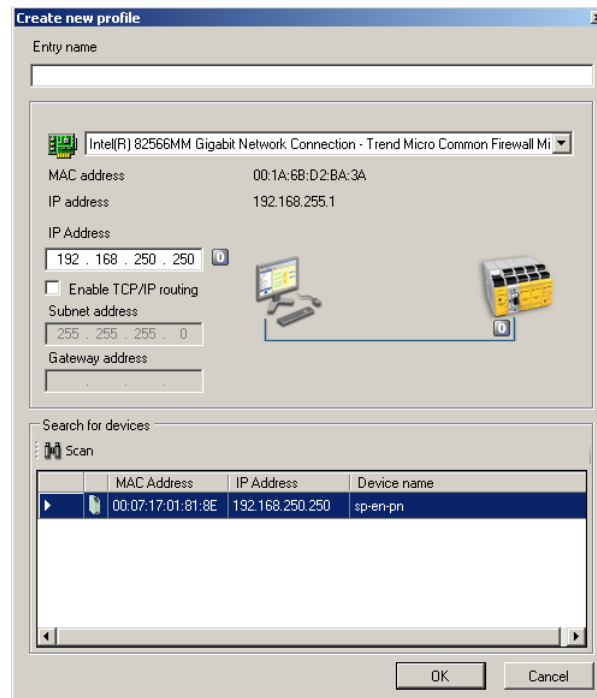 Create new profile
Entry name
Intel(R) 82566MM Gigabit Network Connection - Trend Micro Common Firewall Mi
MAC address 00:1A:6B:D2:BA:3A
IP address 192.168.255.1
IP Address
192 . 168 . 250 . 250 0
Enable TCP/IP routing
Subnet address
255 . 255 . 255 . 0
0
Gateway address
. . .
Search for devices
Scan
MAC Address IP Address Device name
00:07:17:01:81:8E 192.168.250.250 sp-en-pn
OK Cancel